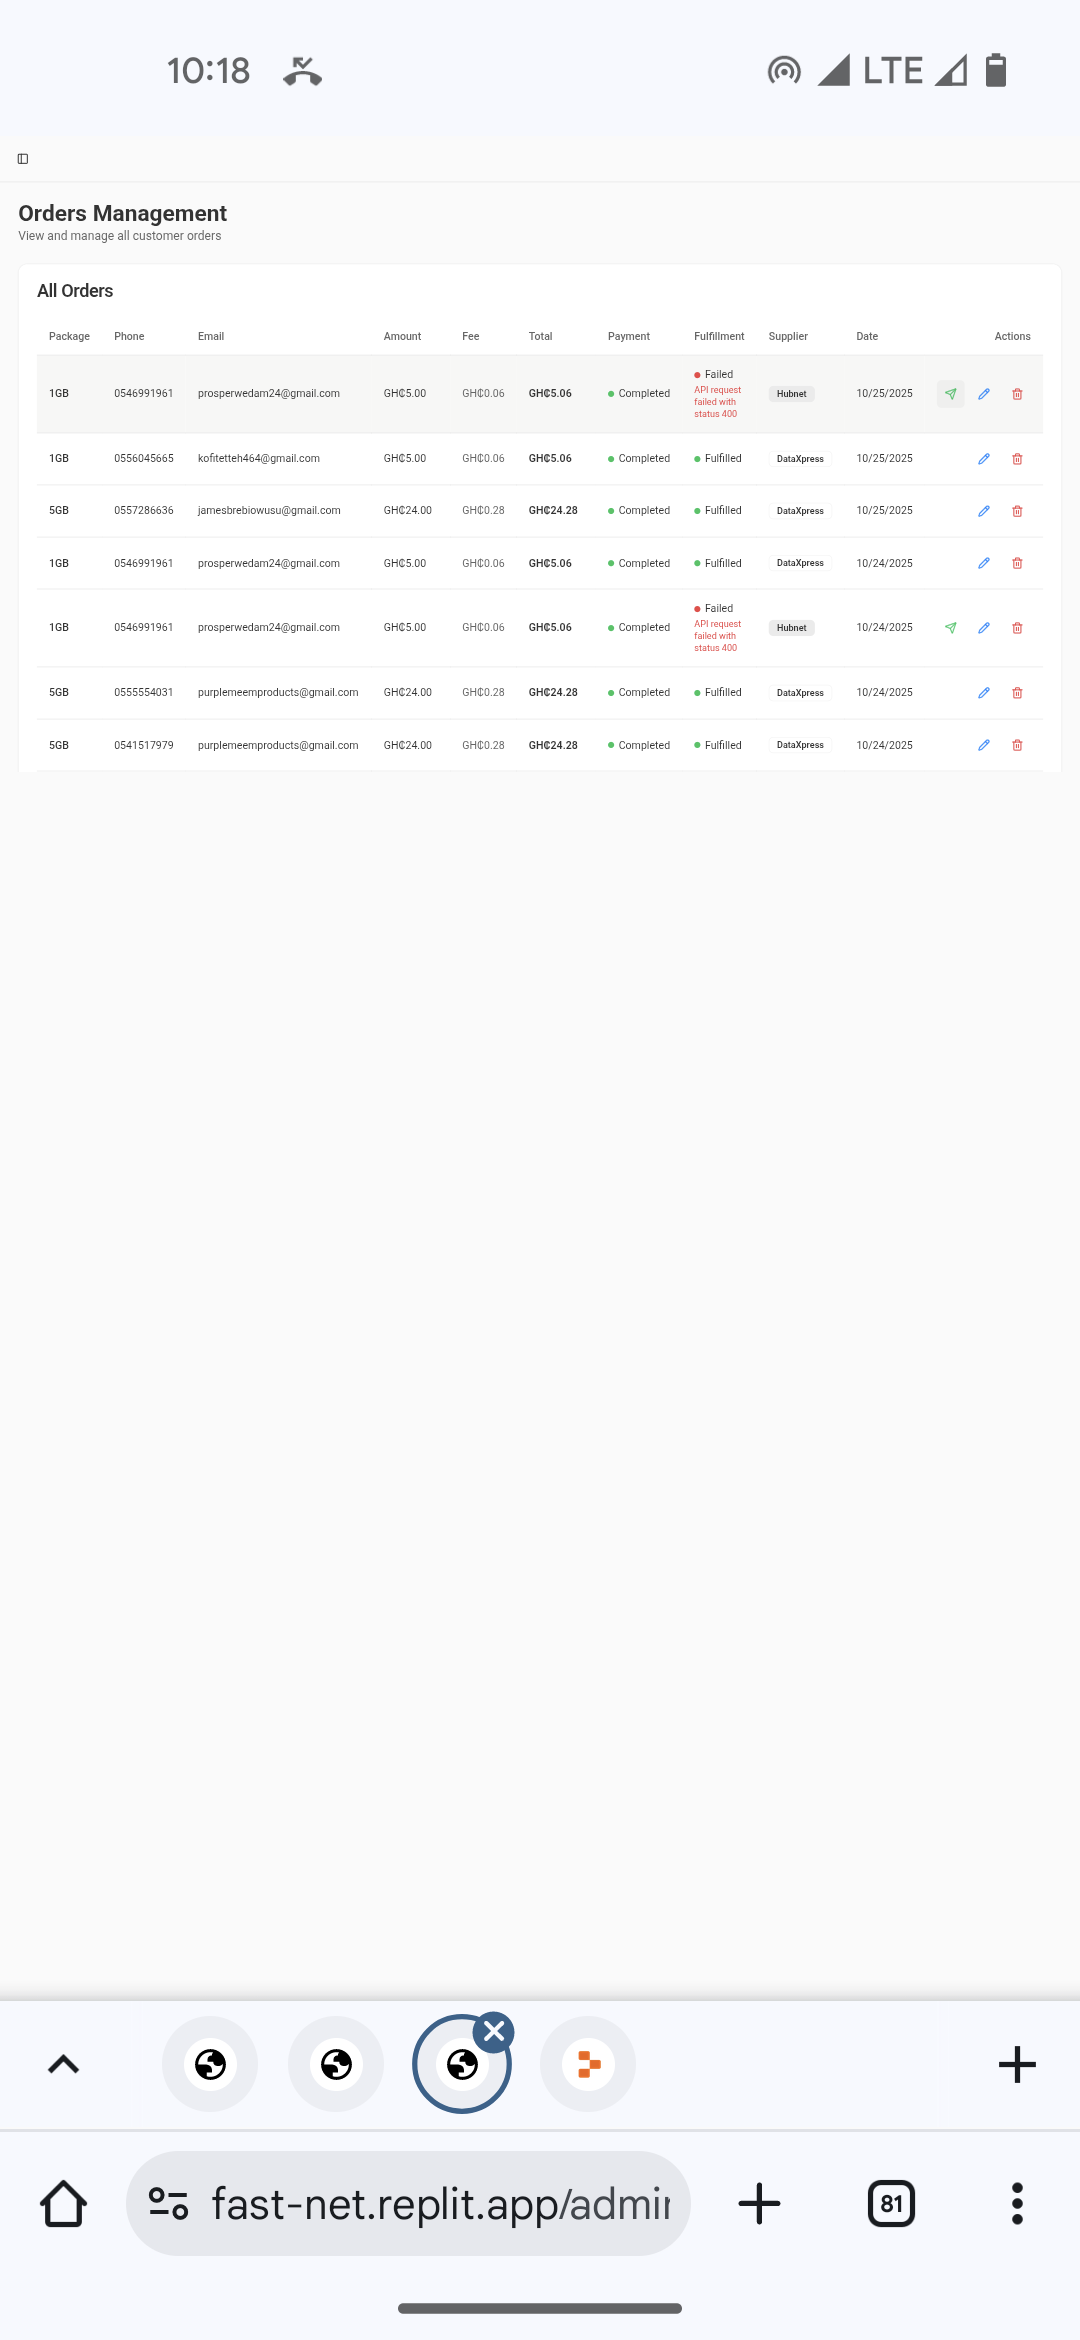 10:18 LTE
Orders Management
View and manage all customer orders
All Orders
Package Phone Email Amount Fee Total Payment Fulfillment Supplier Date Actions
1GB 0546991961 prosperwedam24@gmail.com GH₵5.00 GH₵0.06 GH₵5.06 Completed Failed API request failed with status 400 Hubnet 10/25/2025
1GB 0556045665 kofitetteh464@gmail.com GH₵5.00 GH₵0.06 GH₵5.06 Completed Fulfilled DataXpress 10/25/2025
5GB 0557286636 jamesbrebiowusu@gmail.com GH₵24.00 GH₵0.28 GH₵24.28 Completed Fulfilled DataXpress 10/25/2025
1GB 0546991961 prosperwedam24@gmail.com GH₵5.00 GH₵0.06 GH₵5.06 Completed Fulfilled DataXpress 10/24/2025
1GB 0546991961 prosperwedam24@gmail.com GH₵5.00 GH₵0.06 GH₵5.06 Completed Failed API request failed with status 400 Hubnet 10/24/2025
5GB 0555554031 purplemeemproducts@gmail.com GH₵24.00 GH₵0.28 GH₵24.28 Completed Fulfilled DataXpress 10/24/2025
5GB 0541517979 purplemeemproducts@gmail.com GH₵24.00 GH₵0.28 GH₵24.28 Completed Fulfilled DataXpress 10/24/2025
fast-net.replit.app/admin 81